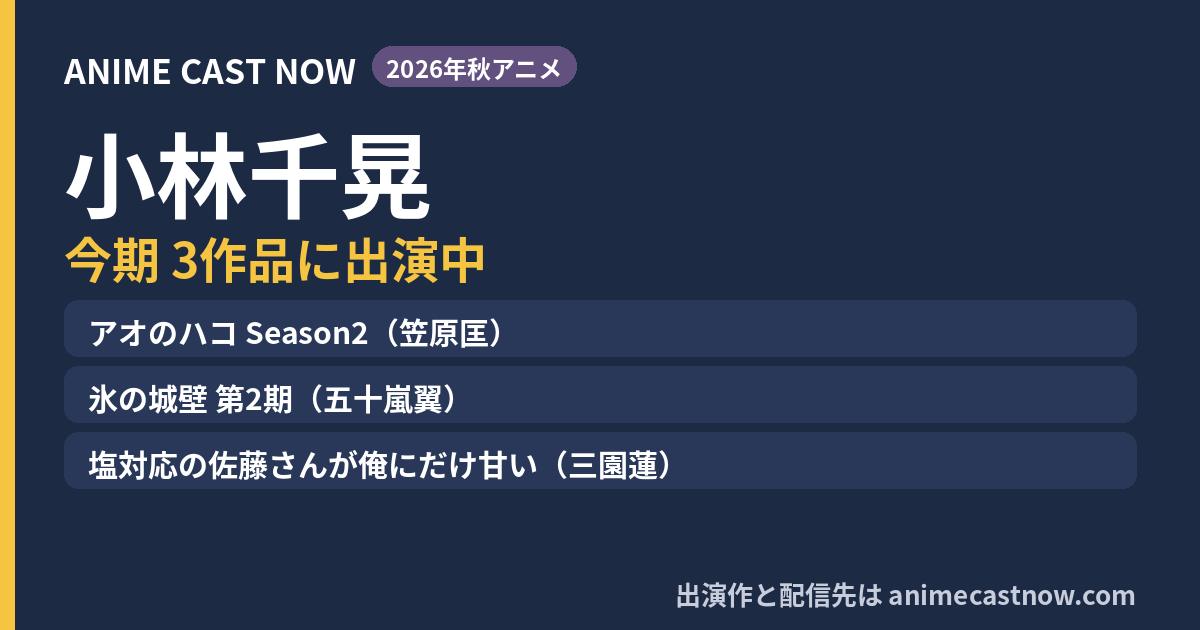 ANIME CAST NOW 2026年秋アニメ
小林千晃
今期 3作品に出演中
アオのハコ Season2（笠原匡）
氷の城壁 第2期（五十嵐翼）
塩対応の佐藤さんが俺にだけ甘い（三園蓮）
出演作と配信先は animecastnow.com